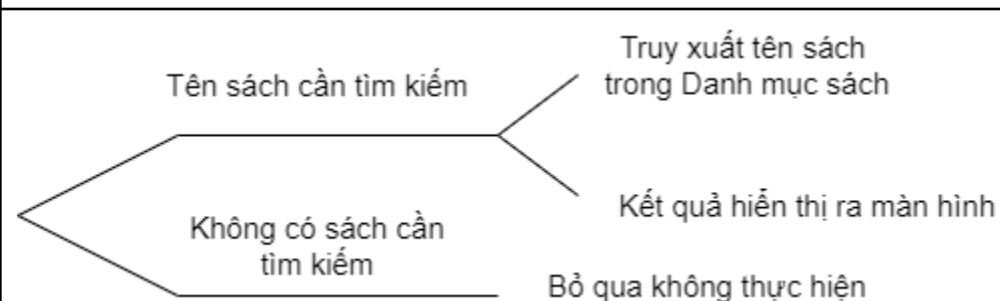 Tên sách cần tìm kiếm
Truy xuất tên sách
trong Danh mục sách
Kết quả hiển thị ra màn hình
Không có sách cần
tìm kiếm
Bỏ qua không thực hiện